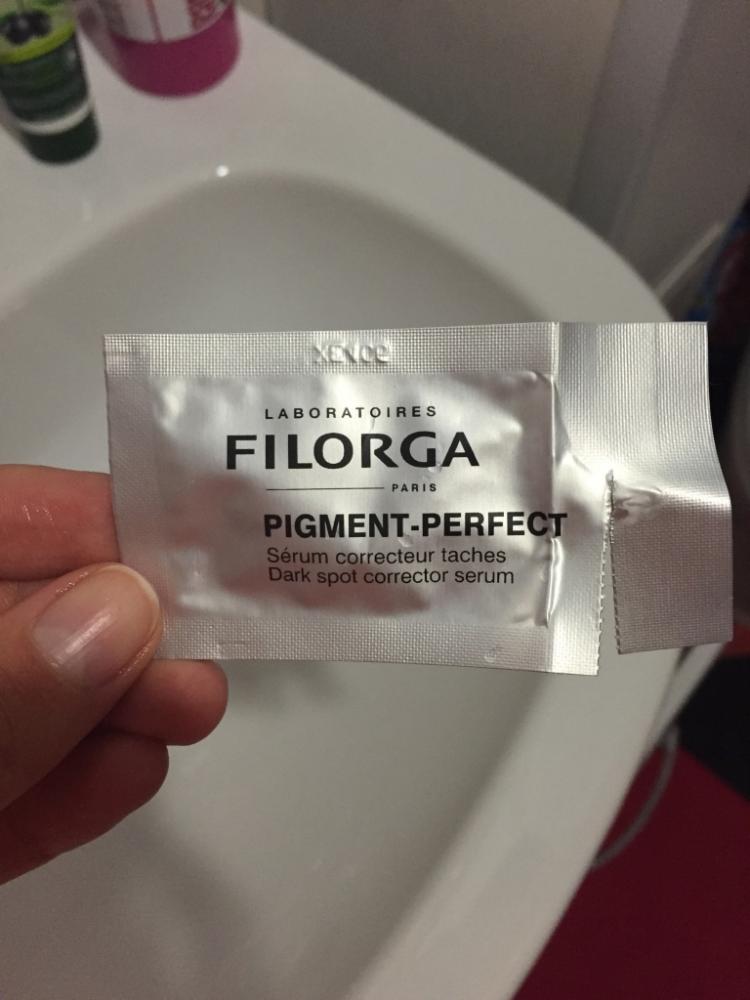 LABORATOIRES
FILORGA
PARIS
PIGMENT-PERFECT
Sérum correcteur taches
Dark spot corrector serum